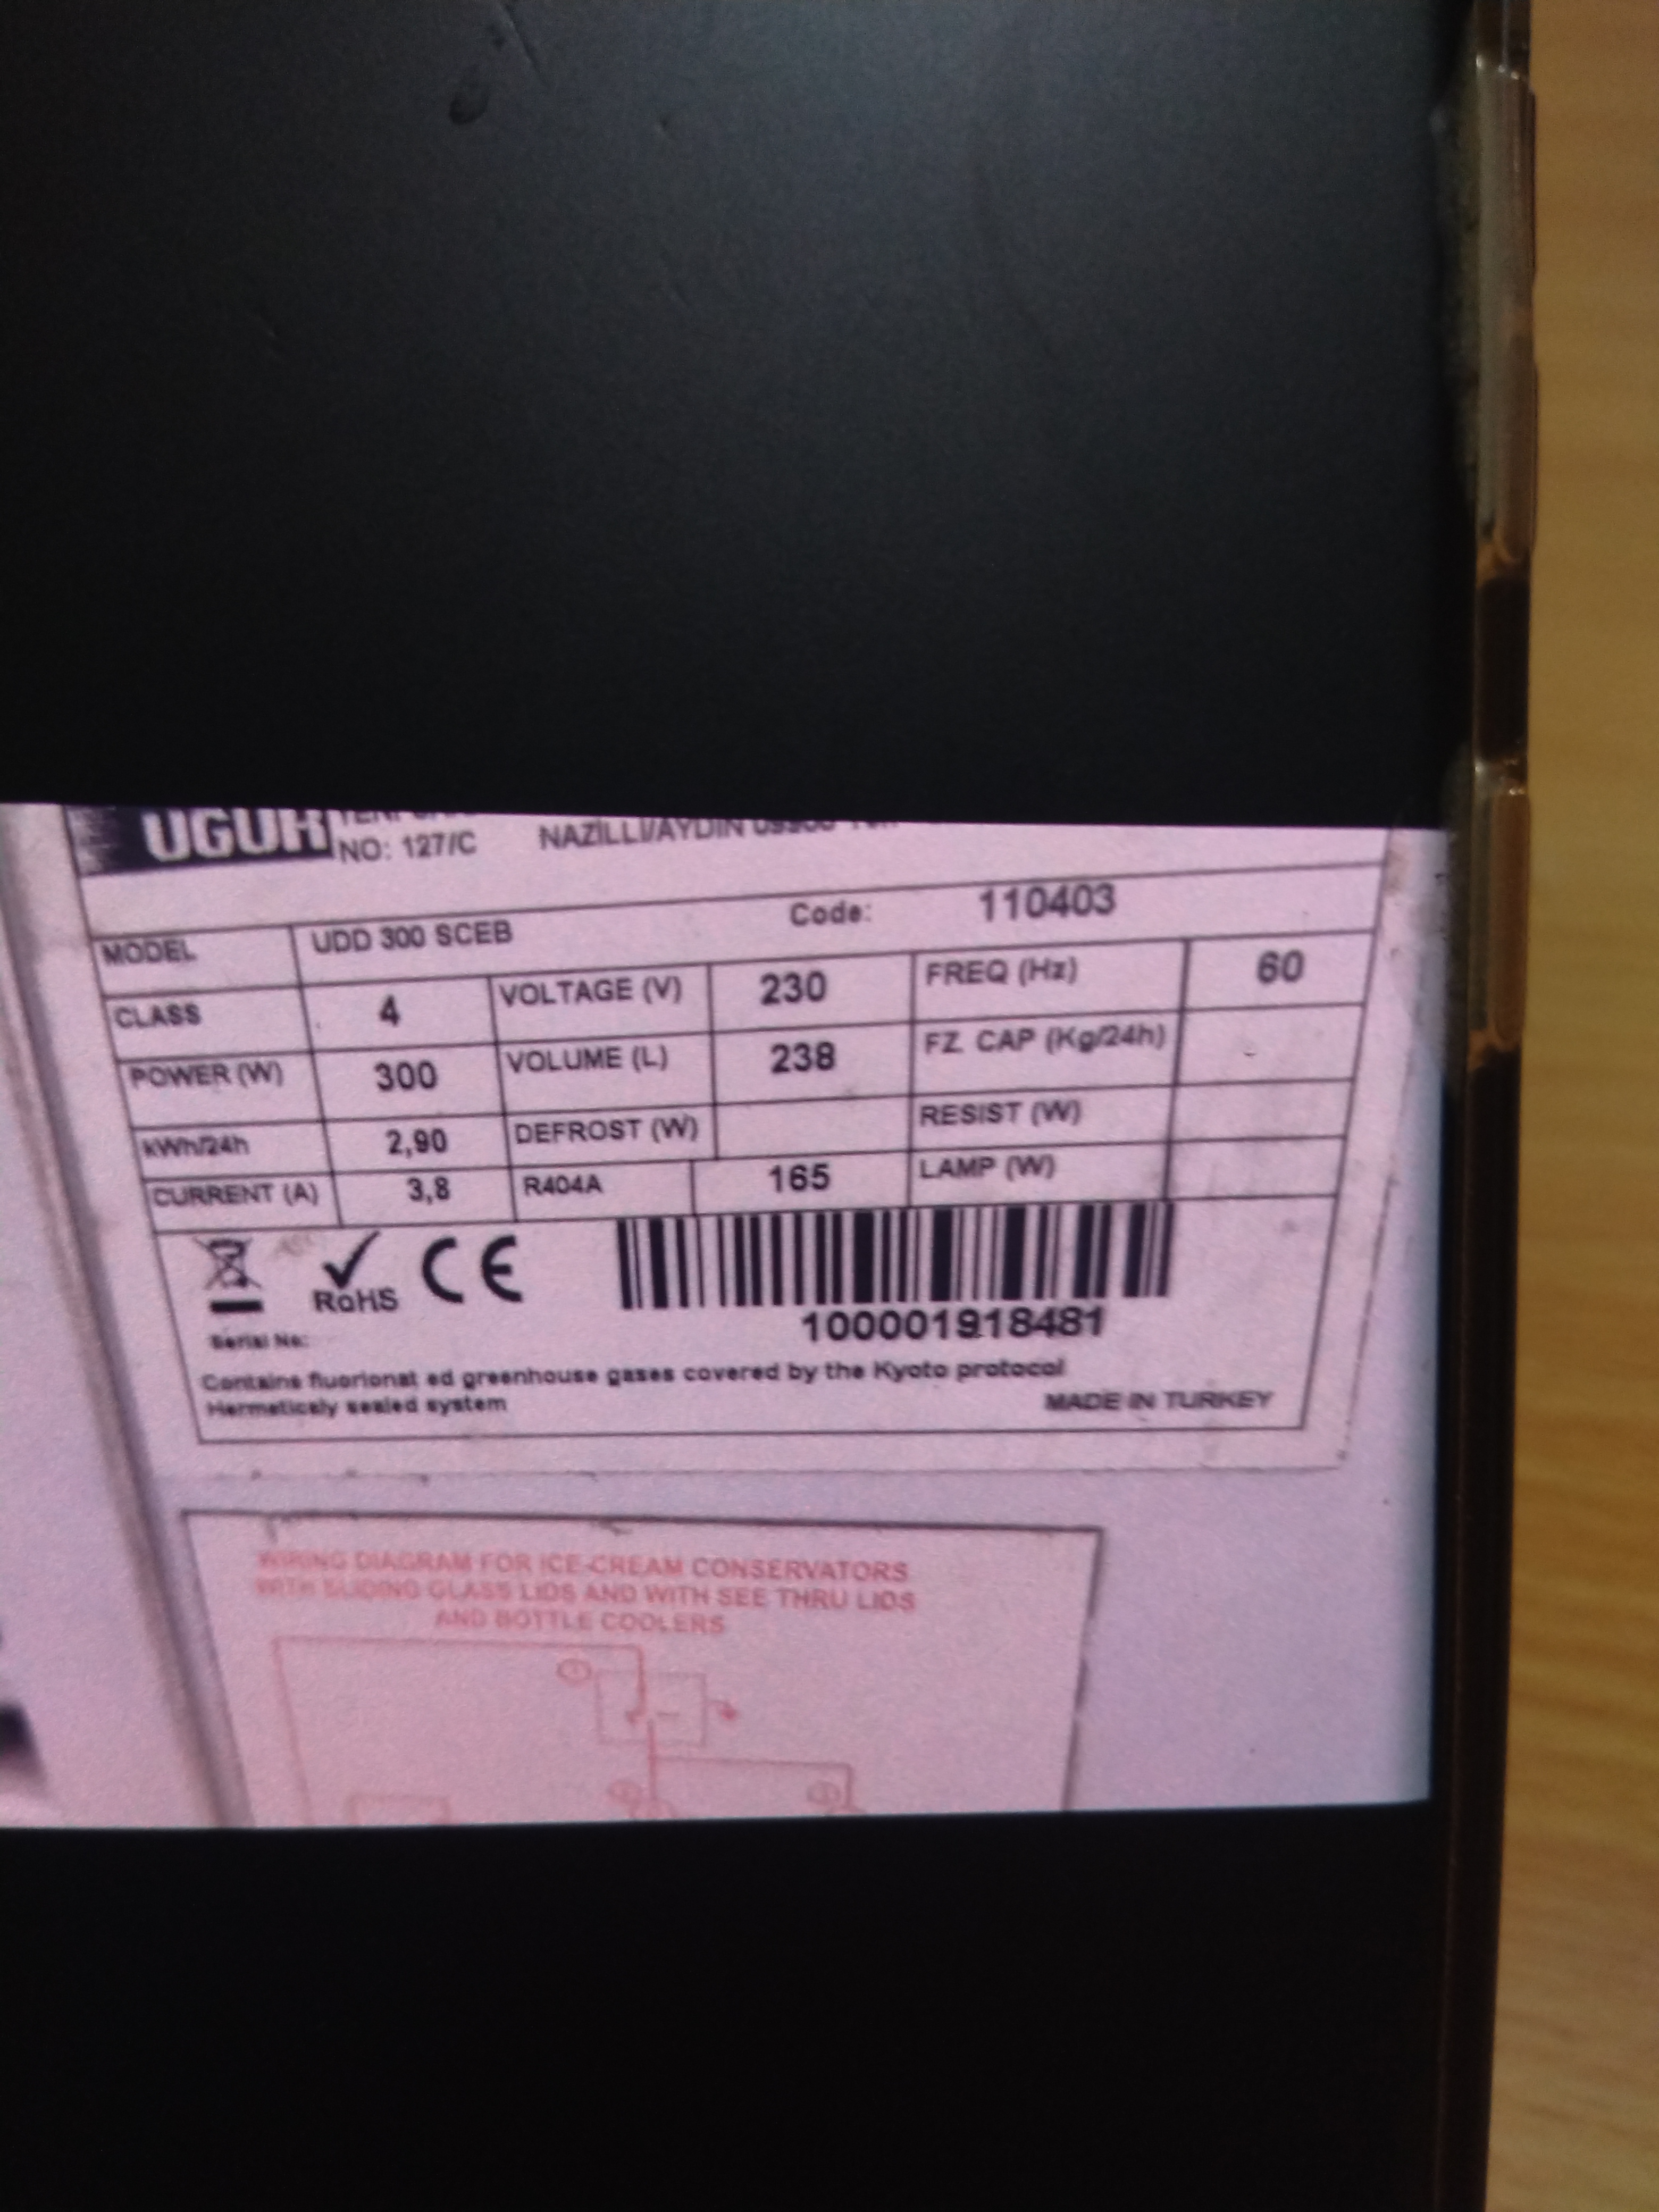 UGUR
NO: 127/C NAZİLLİ/AYDIN
MODEL UDD 300 SCEB Code: 110403
CLASS 4 VOLTAGE (V) 230 FREQ (Hz) 60
POWER (W) 300 VOLUME (L) 238 FZ. CAP (Kg/24h) -
kWh/24h 2,90 DEFROST (W) RESIST (W)
CURRENT (A) 3,8 R404A 165 LAMP (W)
RoHS CE
100001918481
Serial No:
Contains fluorionat ed greenhouse gases covered by the Kyoto protocol
Hermeticaly sealed system MADE IN TURKEY
WIRING DIAGRAM FOR ICE-CREAM CONSERVATORS
WITH SLIDING GLASS LIDS AND WITH SEE THRU LIDS
AND BOTTLE COOLERS